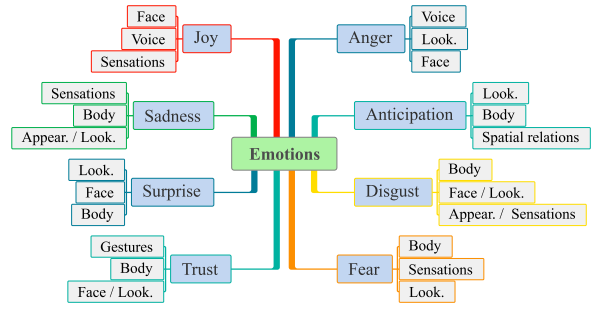 Face
Voice
Sensations
Joy
Sensations
Body
Appear. / Look.
Sadness
Look.
Face
Body
Surprise
Gestures
Body
Face / Look.
Trust
Emotions
Anger
Voice
Look.
Face
Anticipation
Look.
Body
Spatial relations
Disgust
Body
Face / Look.
Appear. / Sensations
Fear
Body
Sensations
Look.